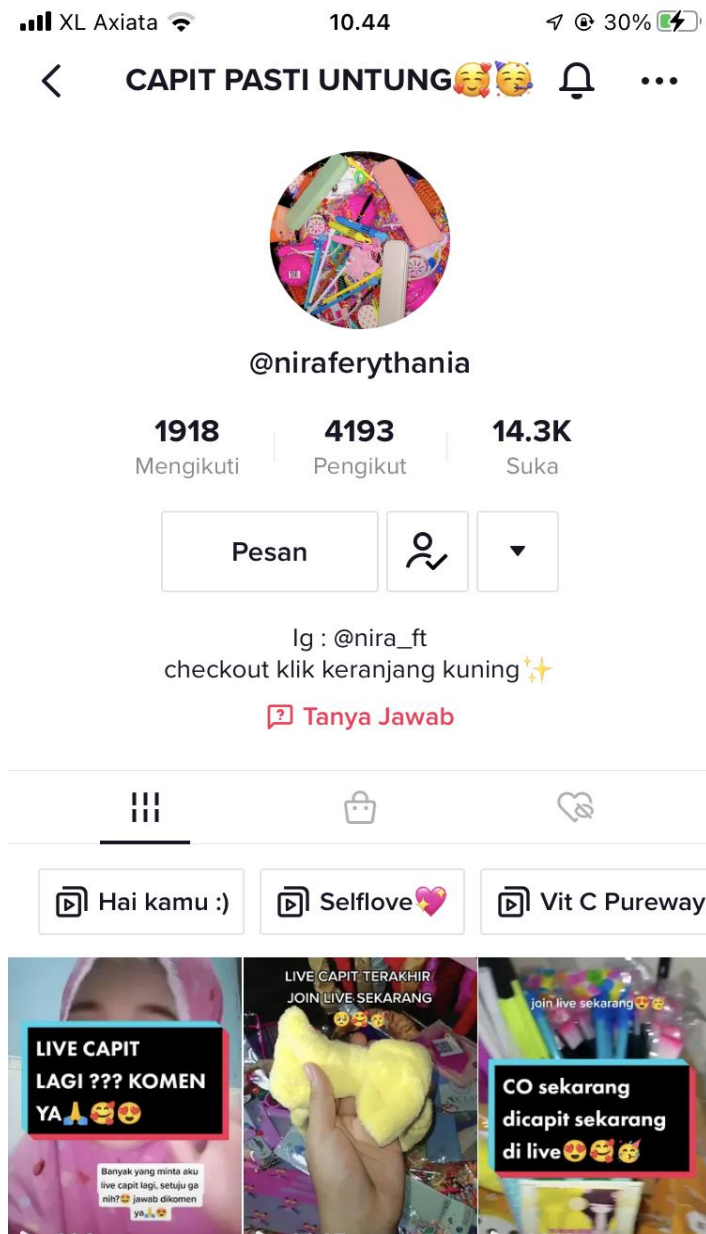 XL Axiata 10.44 30%
CAPIT PASTI UNTUNG🥰🥳
@niraferythania
1918 4193 14.3K
Mengikuti Pengikut Suka
Pesan
Ig : @nira_ft
checkout klik keranjang kuning✨
Tanya Jawab
Hai kamu :) Selflove💖 Vit C Pureway
LIVE CAPIT
LAGI ??? KOMEN
YA🙏🥰😍
Banyak yang minta aku
live capit lagi, setuju ga
nih?🤩 jawab dikomen
ya🙏😍
LIVE CAPIT TERAKHIR
JOIN LIVE SEKARANG
🥺🥰🥳
join live sekarang😍🥳
CO sekarang
dicapit sekarang
di live😍🥰🥳